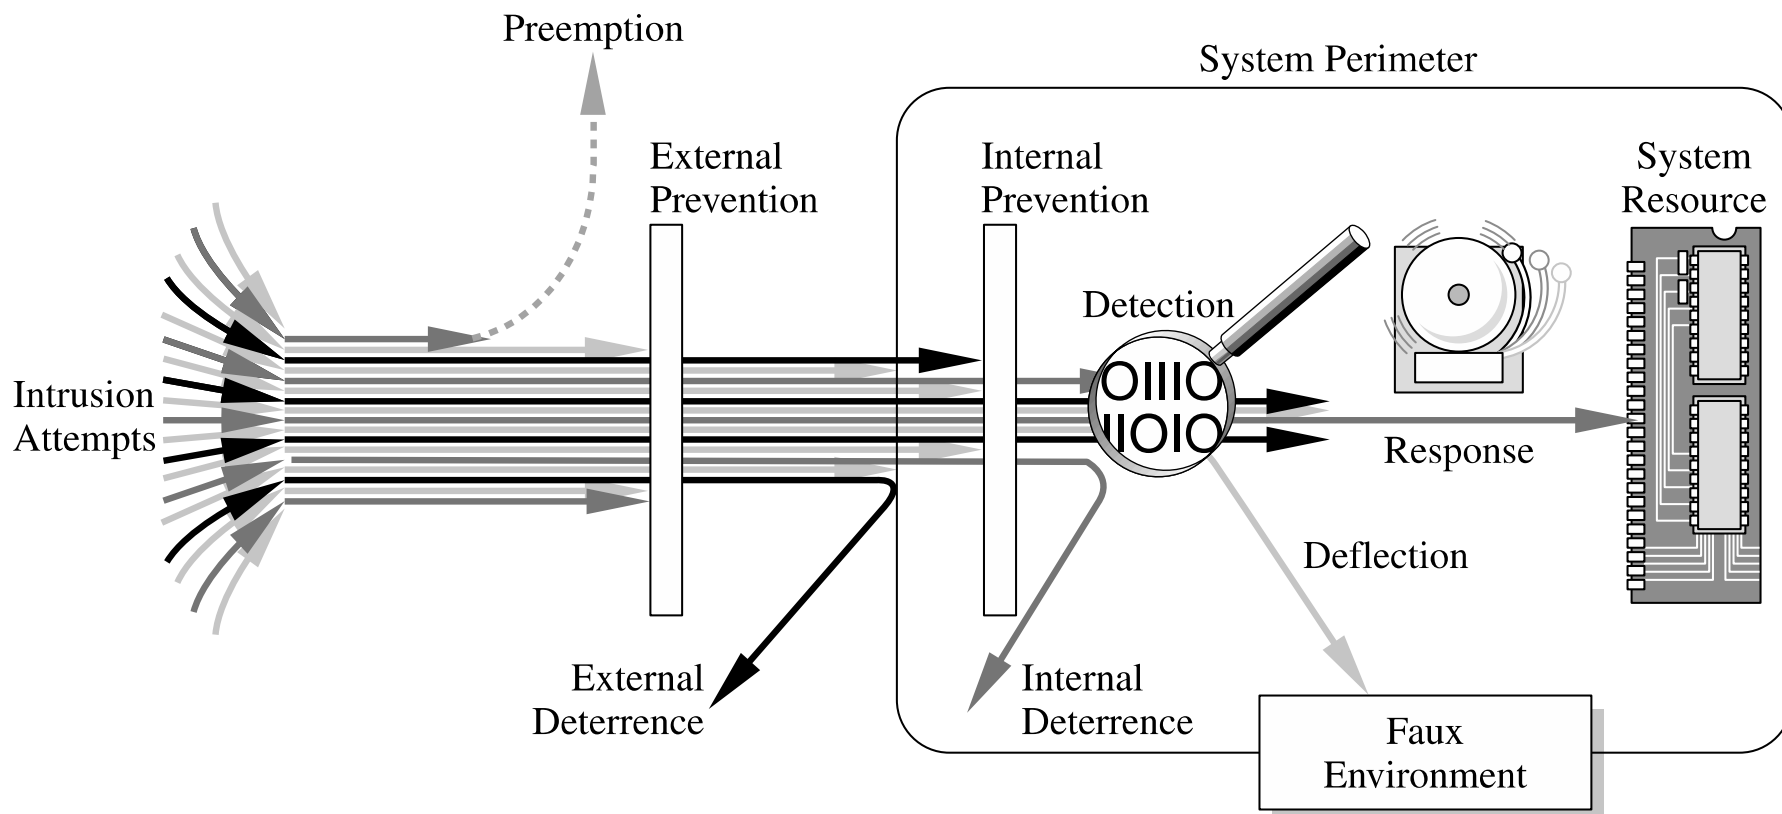 Preemption
System Perimeter
External
Prevention
Internal
Prevention
System
Resource
Detection
OIIIO
IIOIO
Intrusion
Attempts
Response
Deflection
External
Deterrence
Internal
Deterrence
Faux
Environment